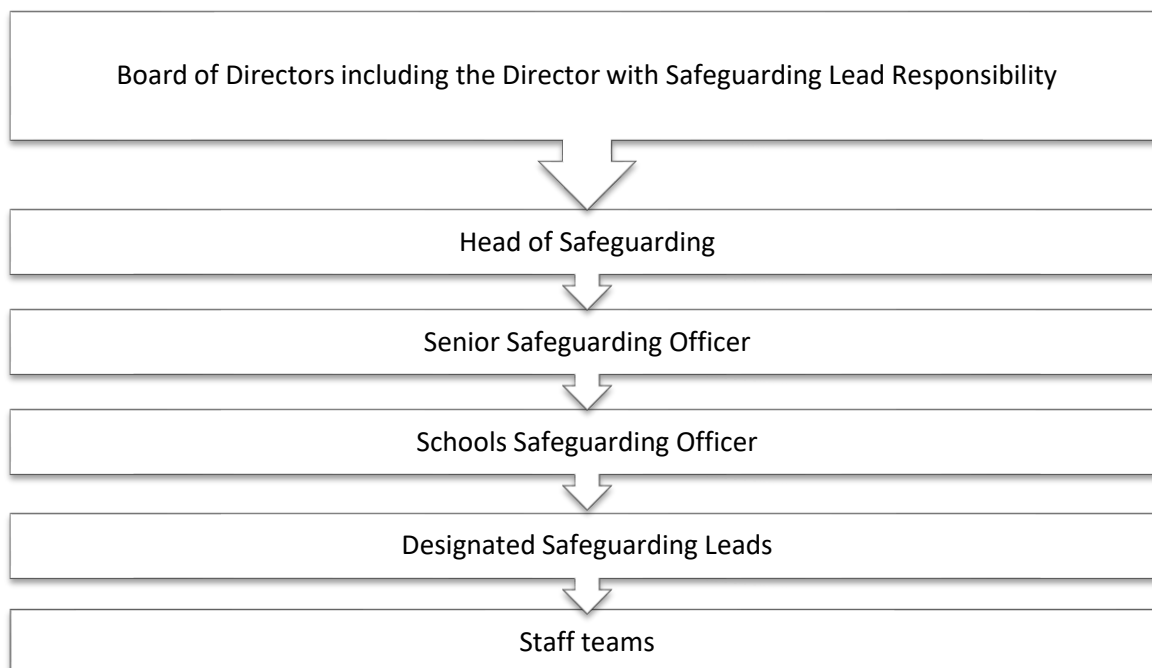 Board of Directors including the Director with Safeguarding Lead Responsibility
Head of Safeguarding
Senior Safeguarding Officer
Schools Safeguarding Officer
Designated Safeguarding Leads
Staff teams